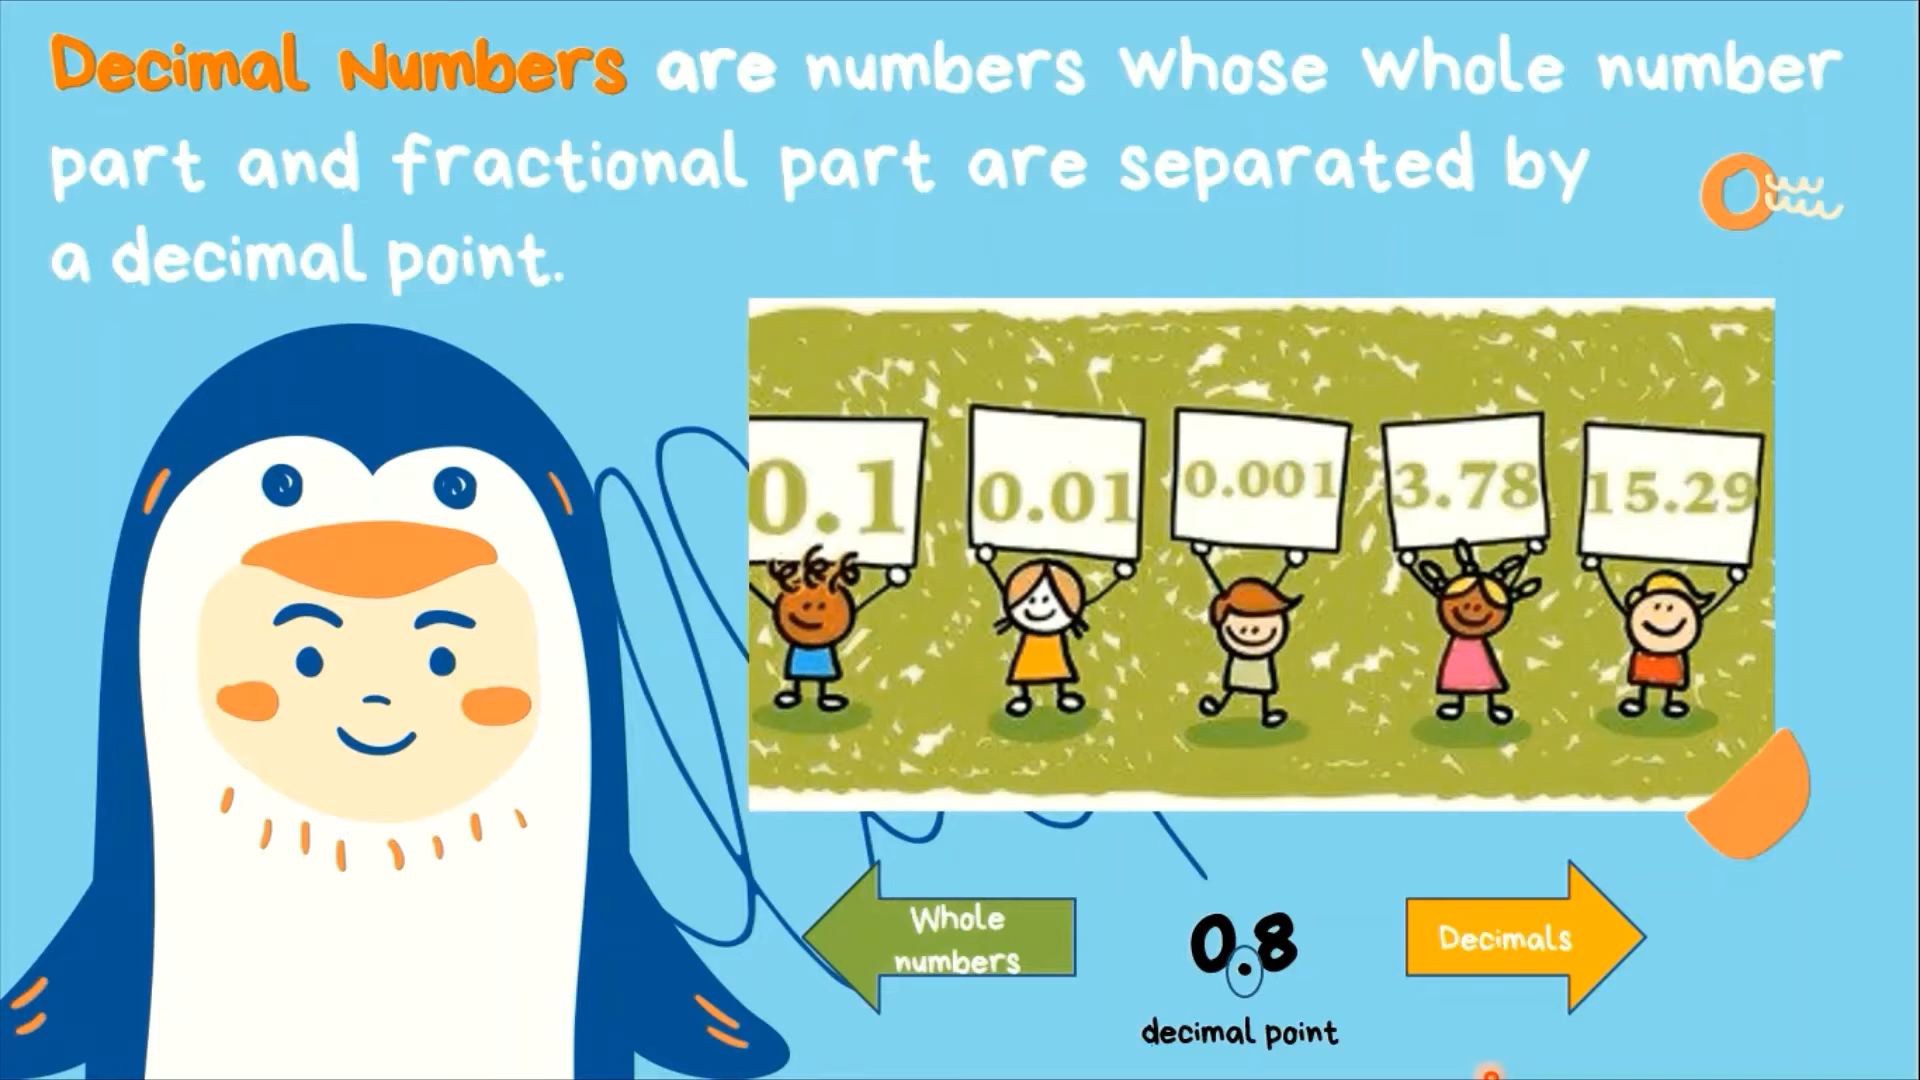 Decimal Numbers are numbers whose whole number
part and fractional part are separated by
a decimal point.
0.1
0.01
0.001
3.78
15.29
Whole
numbers
0.8
Decimals
decimal point